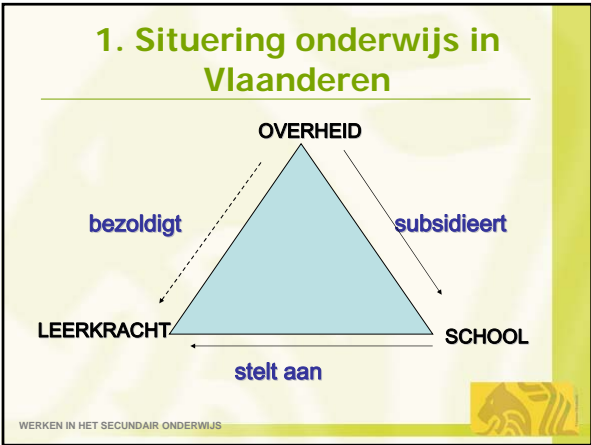 1. Situering onderwijs in
Vlaanderen
OVERHEID
bezoldigt
subsidieert
LEERKRACHT
SCHOOL
stelt aan
WERKEN IN HET SECUNDAIR ONDERWIJS